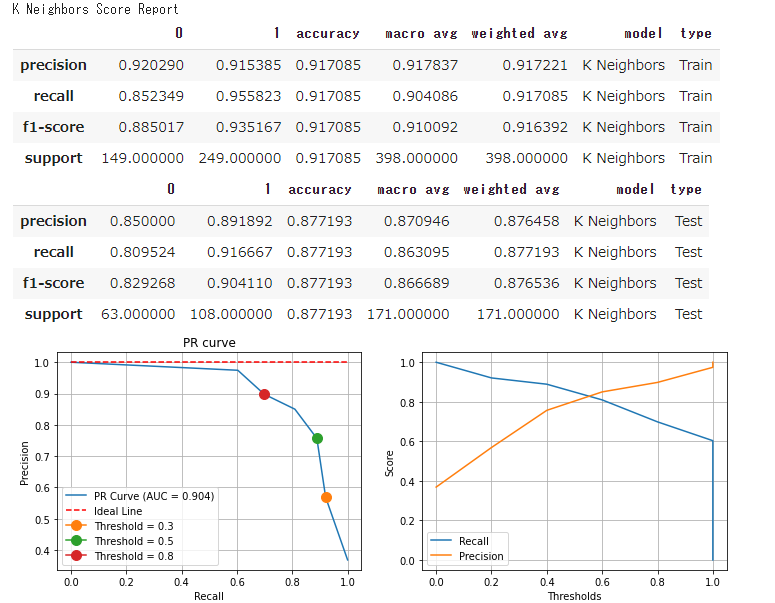 K Neighbors Score Report
0 1 accuracy macro avg weighted avg model type
precision 0.920290 0.915385 0.917085 0.917837 0.917221 K Neighbors Train
recall 0.852349 0.955823 0.917085 0.904086 0.917085 K Neighbors Train
f1-score 0.885017 0.935167 0.917085 0.910092 0.916392 K Neighbors Train
support 149.000000 249.000000 0.917085 398.000000 398.000000 K Neighbors Train
0 1 accuracy macro avg weighted avg model type
precision 0.850000 0.891892 0.877193 0.870946 0.876458 K Neighbors Test
recall 0.809524 0.916667 0.877193 0.863095 0.877193 K Neighbors Test
f1-score 0.829268 0.904110 0.877193 0.866689 0.876536 K Neighbors Test
support 63.000000 108.000000 0.877193 171.000000 171.000000 K Neighbors Test
PR curve
1.0
0.9
0.8
0.7
0.6
0.5
0.4
Precision
PR Curve (AUC = 0.904)
Ideal Line
Threshold = 0.3
Threshold = 0.5
Threshold = 0.8
0.0 0.2 0.4 0.6 0.8 1.0
Recall
1.0
0.8
0.6
0.4
0.2
0.0
Score
Recall
Precision
0.0 0.2 0.4 0.6 0.8 1.0
Thresholds